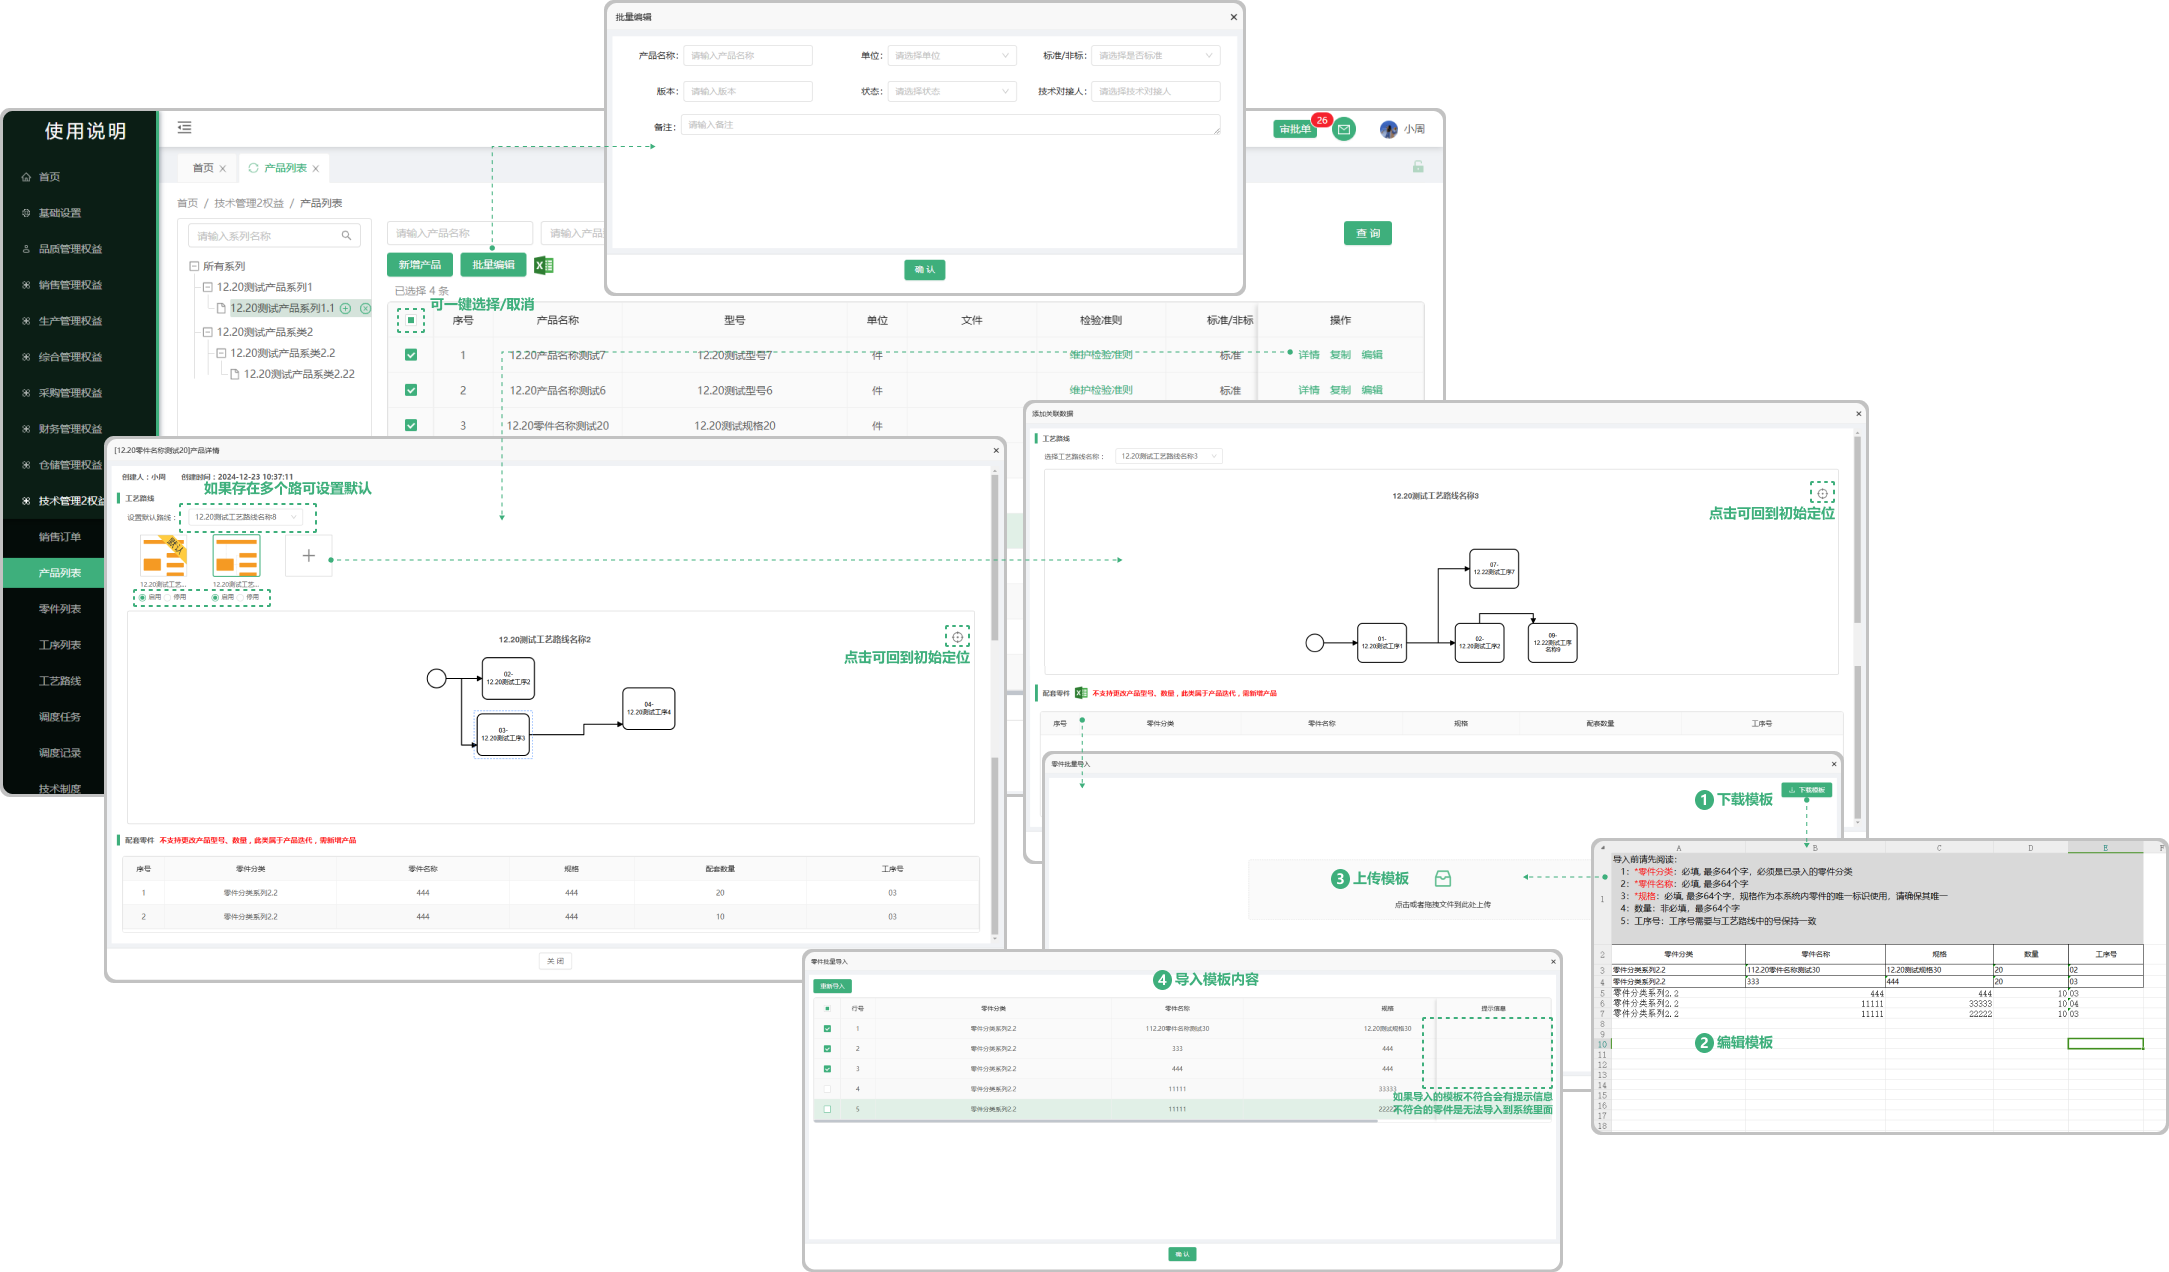 批量编辑
产品名称: 请输入产品名称 单位: 请选择单位 标准/非标: 请选择是否标准
版本: 请输入版本 状态: 请选择状态 技术对接人: 请选择技术对接人
备注: 请输入备注
确 认
使用说明
首页
基础设置
品质管理权益
销售管理权益
生产管理权益
综合管理权益
采购管理权益
财务管理权益
仓储管理权益
技术管理2权益
销售订单
产品列表
零件列表
工序列表
工艺路线
调度任务
调度记录
技术制度
审批单 26 小周
首页 产品列表
首页 / 技术管理2权益 / 产品列表
请输入系列名称
所有系列
12.20测试产品系列1
12.20测试产品系列1.1
12.20测试产品系类2
12.20测试产品系类2.2
12.20测试产品系类2.22
请输入产品名称 请输入产品
查 询
新增产品 批量编辑
已选择 4 条
可一键选择/取消
序号 产品名称 型号 单位 文件 检验准则 标准/非标 操作
1 12.20产品名称测试7 12.20测试型号7 件 维护检验准则 标准 详情 复制 编辑
2 12.20产品名称测试6 12.20测试型号6 件 维护检验准则 标准 详情 复制 编辑
3 12.20零件名称测试20 12.20测试规格20 件
[12.20零件名称测试20]产品详情
创建人：小周 创建时间：2024-12-23 10:37:11
如果存在多个路可设置默认
工艺路线
设置默认路线： 12.20测试工艺路线名称8
默认
12.20测试工艺... 12.20测试工艺...
启用 停用 启用 停用
12.20测试工艺路线名称2
点击可回到初始定位
02-
12.20测试工序2
03-
12.20测试工序3
04-
12.20测试工序4
配套零件 不支持更改产品型号、数量，此类属于产品迭代，需新增产品
序号 零件分类 零件名称 规格 配套数量 工序号
1 零件分类系列2.2 444 444 20 03
2 零件分类系列2.2 444 444 10 03
关 闭
添加关联数据
工艺路线
选择工艺路线名称： 12.20测试工艺路线名称3
12.20测试工艺路线名称3
点击可回到初始定位
07-
12.22测试工序7
01-
12.20测试工序1
02-
12.20测试工序2
09-
12.22测试工序
名称9
配套零件 不支持更改产品型号、数量，此类属于产品迭代，需新增产品
序号 零件分类 零件名称 规格 配套数量 工序号
零件批量导入
1 下载模板 下载模板
3 上传模板
点击或者拖拽文件到此处上传
A B C D E F
1
导入前请先阅读：
1：*零件分类：必填, 最多64个字，必须是已录入的零件分类
2：*零件名称：必填, 最多64个字
3：*规格：必填, 最多64个字，规格作为本系统内零件的唯一标识使用，请确保其唯一
4：数量：非必填，最多64个字
5：工序号：工序号需要与工艺路线中的号保持一致
2 零件分类 零件名称 规格 数量 工序号
3 零件分类系列2.2 112.20零件名称测试30 12.20测试规格30 20 02
4 零件分类系列2.2 333 444 20 03
5 零件分类系列2.2 444 444 10 03
6 零件分类系列2.2 11111 33333 10 04
7 零件分类系列2.2 11111 22222 10 03
8
9
10
11
12
13
14
15
16
17
18
2 编辑模板
零件批量导入
4 导入模板内容
重新导入
行号 零件分类 零件名称 规格 提示信息
1 零件分类系列2.2 112.20零件名称测试30 12.20测试规格30
2 零件分类系列2.2 333 444
3 零件分类系列2.2 444 444
4 零件分类系列2.2 11111 33333
5 零件分类系列2.2 11111 2222
如果导入的模板不符合会有提示信息
不符合的零件是无法导入到系统里面
确 认